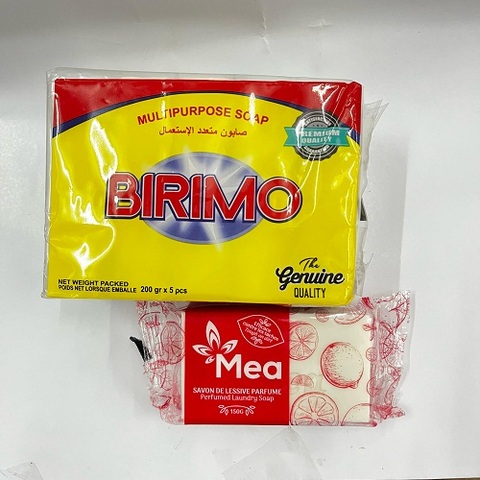 MULTIPURPOSE SOAP
صابون متعدد الإستعمال
PREMIUM
QUALITY
BIRIMO
The
Genuine
QUALITY
NET WEIGHT PACKED
POIDS NET LORSQUE EMBALLE 200 gr x 5 pcs
Mea
SAVON DE LESSIVE PARFUME
Perfumed Laundry Soap
150G